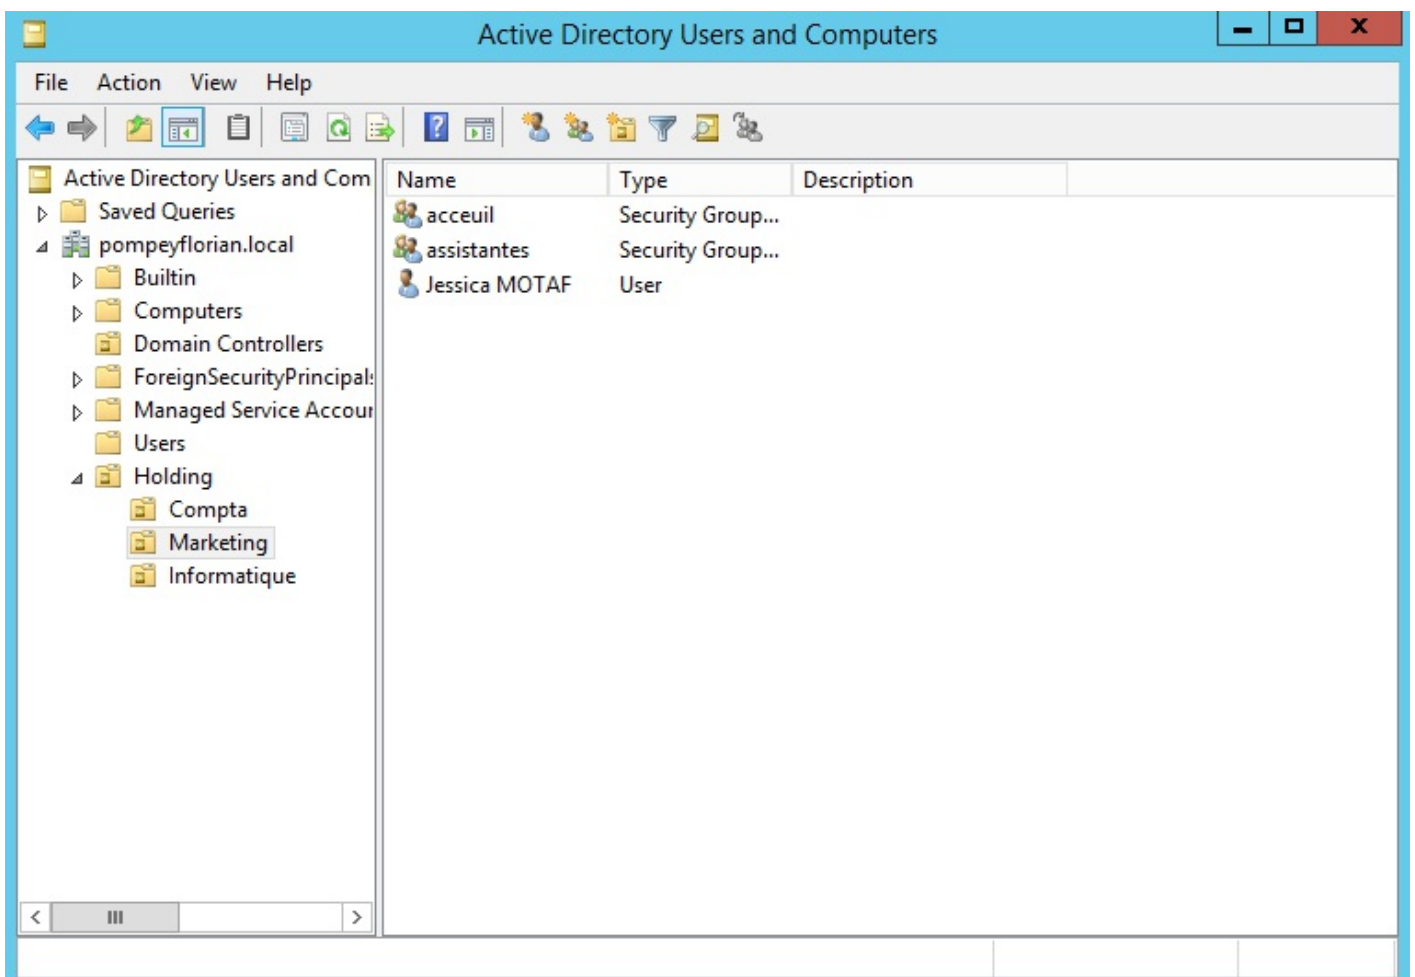 Active Directory Users and Computers
File Action View Help
Active Directory Users and Com
Saved Queries
pompeyflorian.local
Builtin
Computers
Domain Controllers
ForeignSecurityPrincipals
Managed Service Accour
Users
Holding
Compta
Marketing
Informatique
Name Type Description
acceuil Security Group...
assistantes Security Group...
Jessica MOTAF User